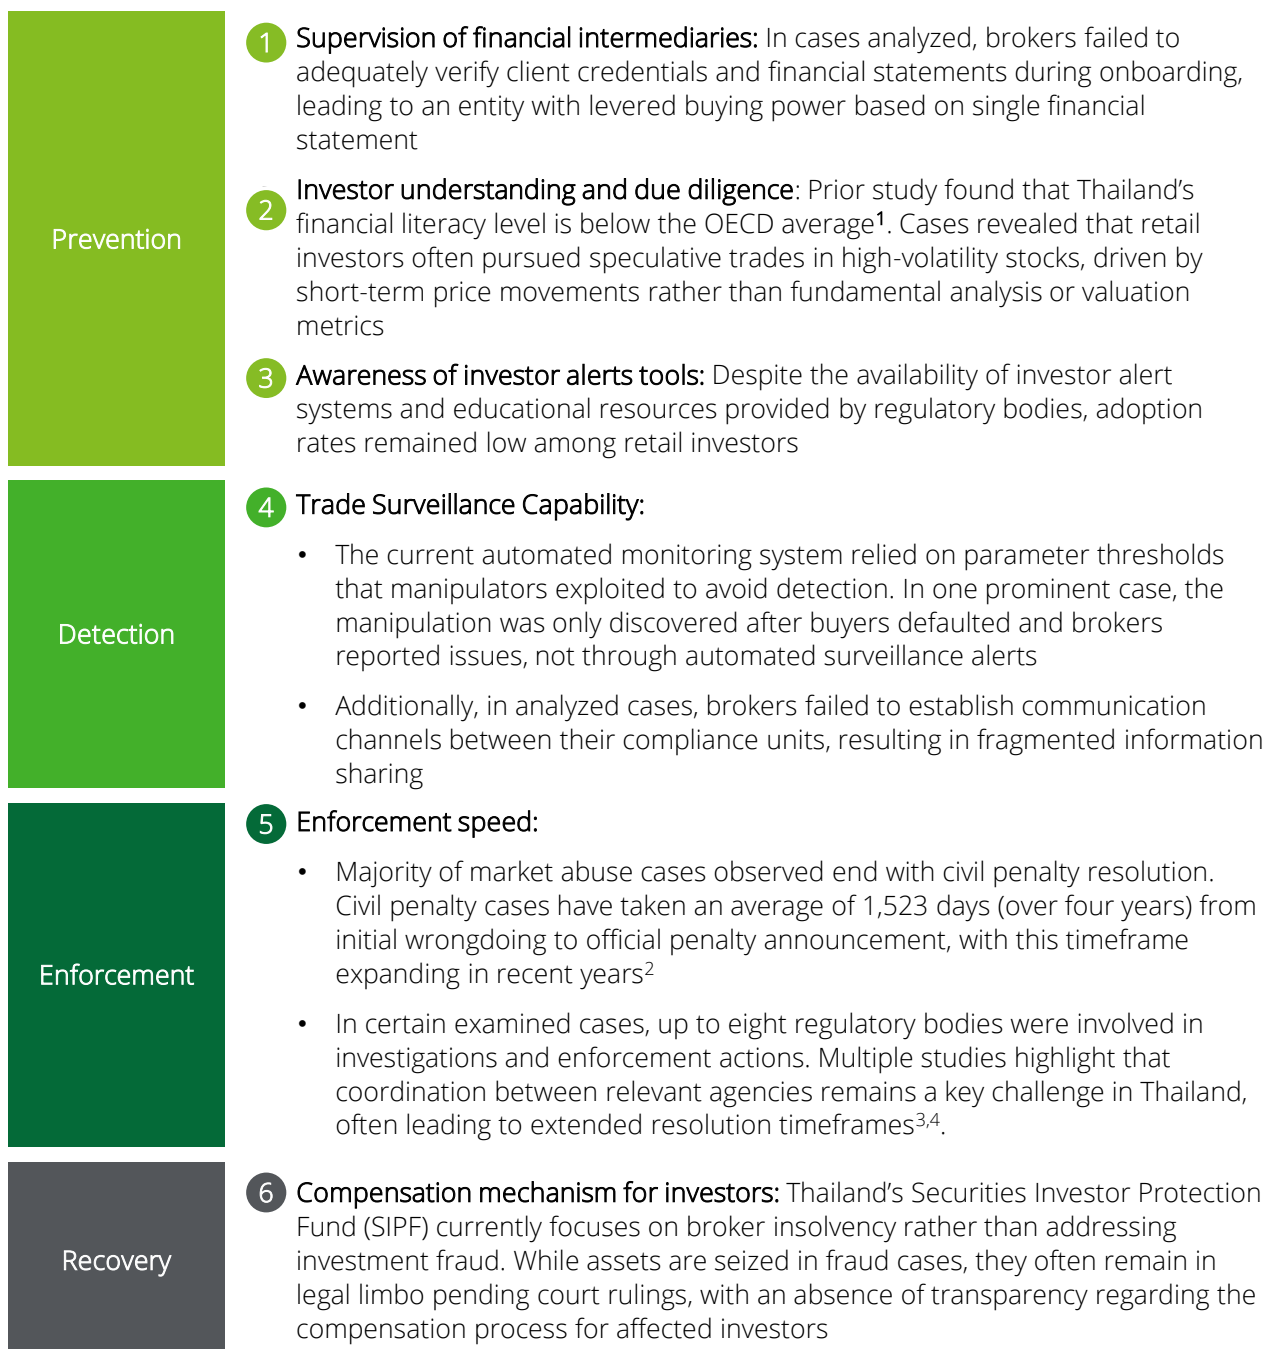 Prevention
1 Supervision of financial intermediaries: In cases analyzed, brokers failed to
adequately verify client credentials and financial statements during onboarding,
leading to an entity with levered buying power based on single financial
statement
2 Investor understanding and due diligence: Prior study found that Thailand’s
financial literacy level is below the OECD average1. Cases revealed that retail
investors often pursued speculative trades in high-volatility stocks, driven by
short-term price movements rather than fundamental analysis or valuation
metrics
3 Awareness of investor alerts tools: Despite the availability of investor alert
systems and educational resources provided by regulatory bodies, adoption
rates remained low among retail investors
Detection
4 Trade Surveillance Capability:
• The current automated monitoring system relied on parameter thresholds
that manipulators exploited to avoid detection. In one prominent case, the
manipulation was only discovered after buyers defaulted and brokers
reported issues, not through automated surveillance alerts
• Additionally, in analyzed cases, brokers failed to establish communication
channels between their compliance units, resulting in fragmented information
sharing
Enforcement
5 Enforcement speed:
• Majority of market abuse cases observed end with civil penalty resolution.
Civil penalty cases have taken an average of 1,523 days (over four years) from
initial wrongdoing to official penalty announcement, with this timeframe
expanding in recent years2
• In certain examined cases, up to eight regulatory bodies were involved in
investigations and enforcement actions. Multiple studies highlight that
coordination between relevant agencies remains a key challenge in Thailand,
often leading to extended resolution timeframes3,4.
Recovery
6 Compensation mechanism for investors: Thailand’s Securities Investor Protection
Fund (SIPF) currently focuses on broker insolvency rather than addressing
investment fraud. While assets are seized in fraud cases, they often remain in
legal limbo pending court rulings, with an absence of transparency regarding the
compensation process for affected investors